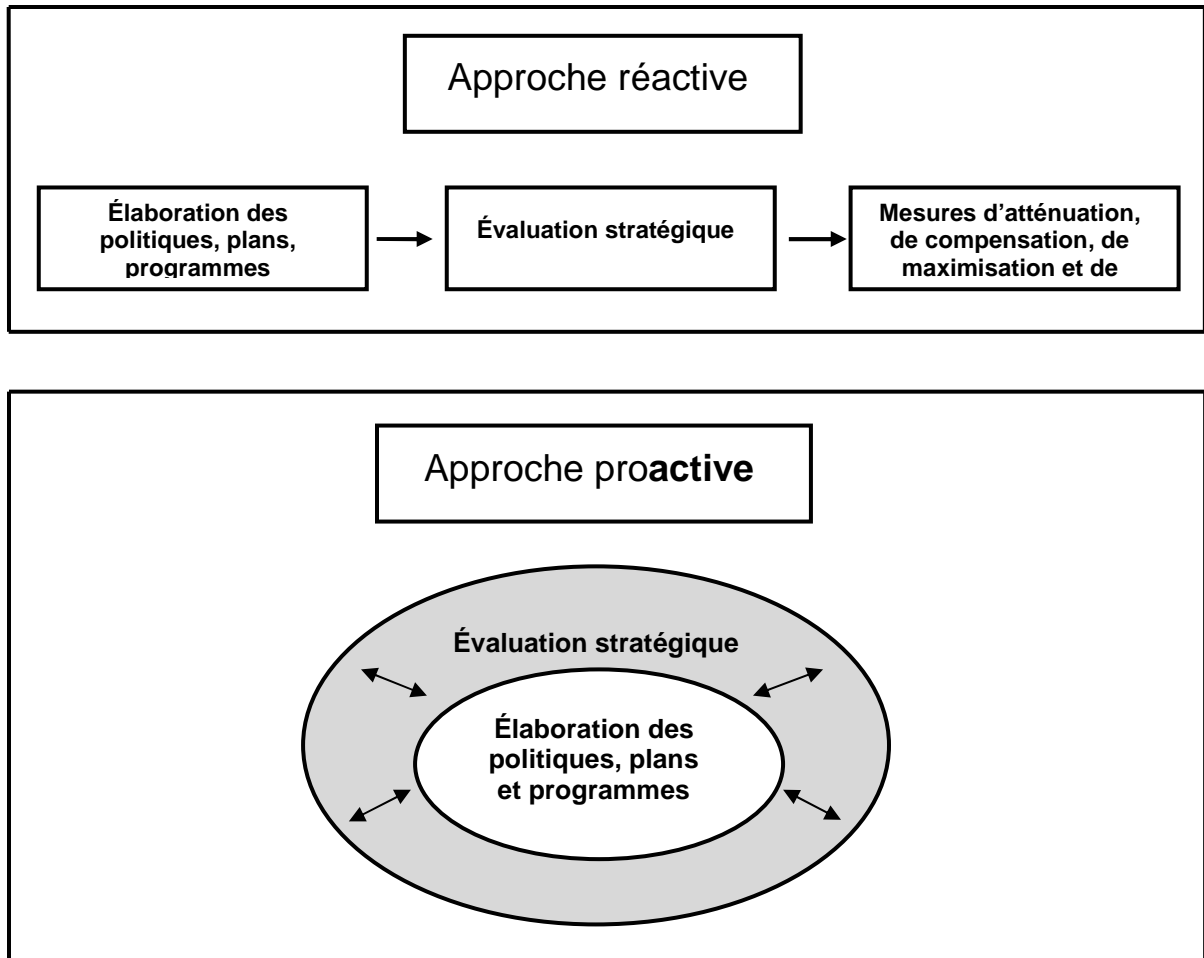 Approche réactive
Élaboration des
politiques, plans,
programmes
Évaluation stratégique
Mesures d’atténuation,
de compensation, de
maximisation et de
Approche proactive
Évaluation stratégique
Élaboration des
politiques, plans
et programmes